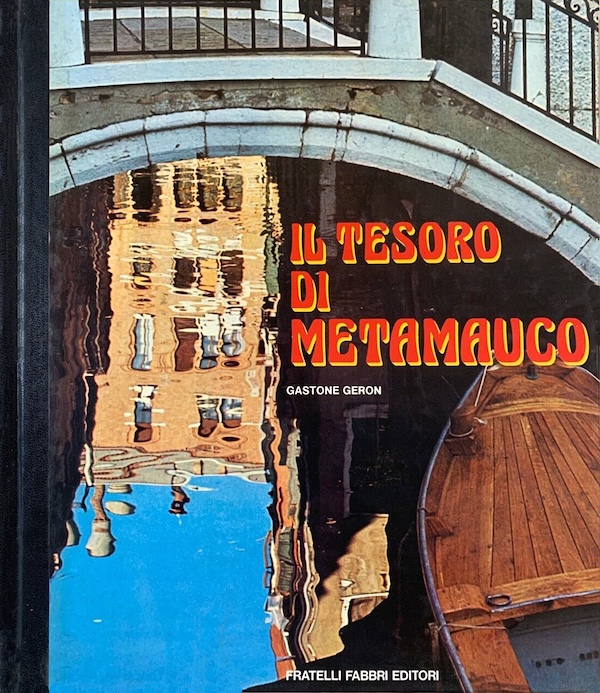 IL TESORO
DI
METAMAUCO
GASTONE GERON
FRATELLI FABBRI EDITORI